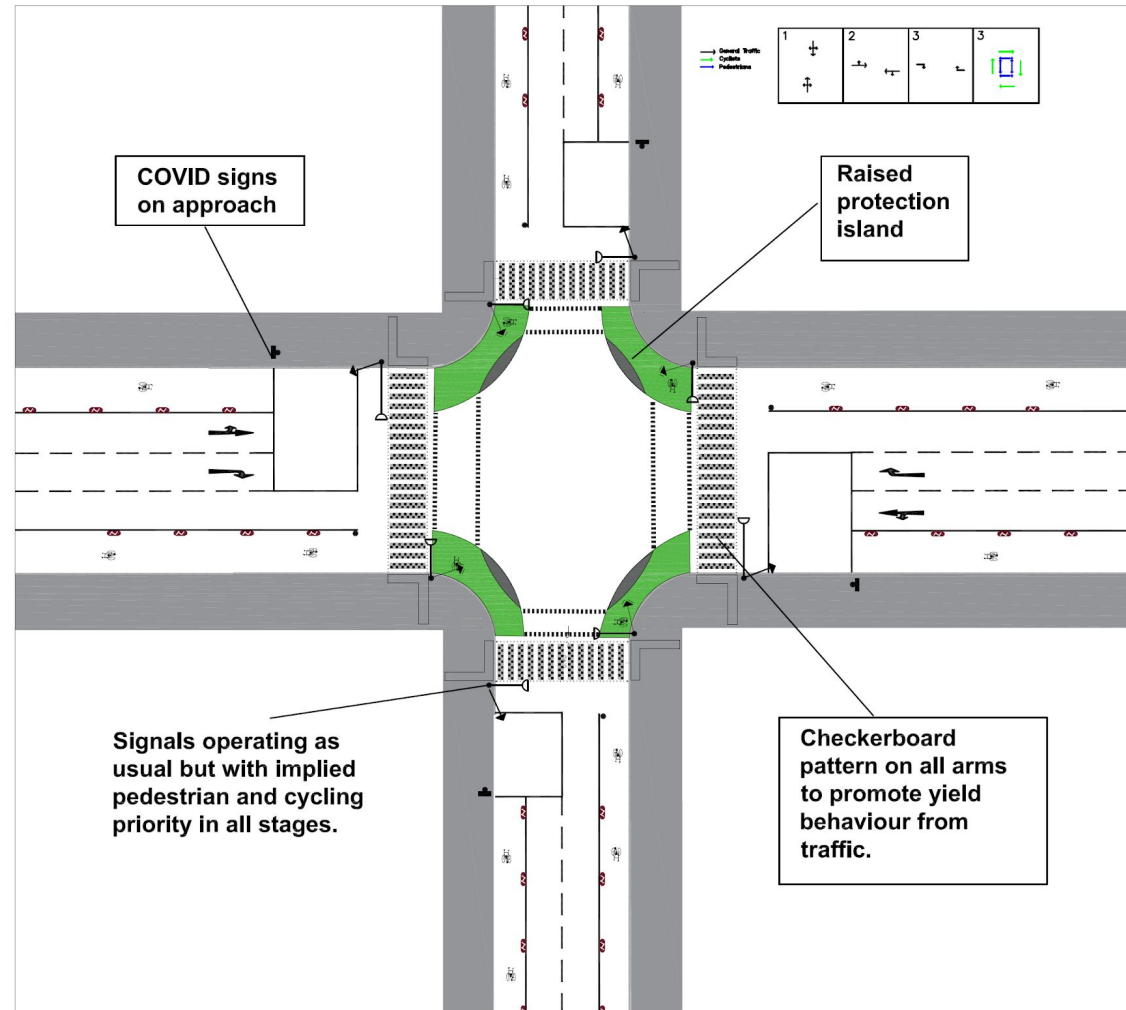 General Traffic
Cyclists
Pedestrians
1
2
3
3
COVID signs
on approach
Raised
protection
island
Signals operating as
usual but with implied
pedestrian and cycling
priority in all stages.
Checkerboard
pattern on all arms
to promote yield
behaviour from
traffic.